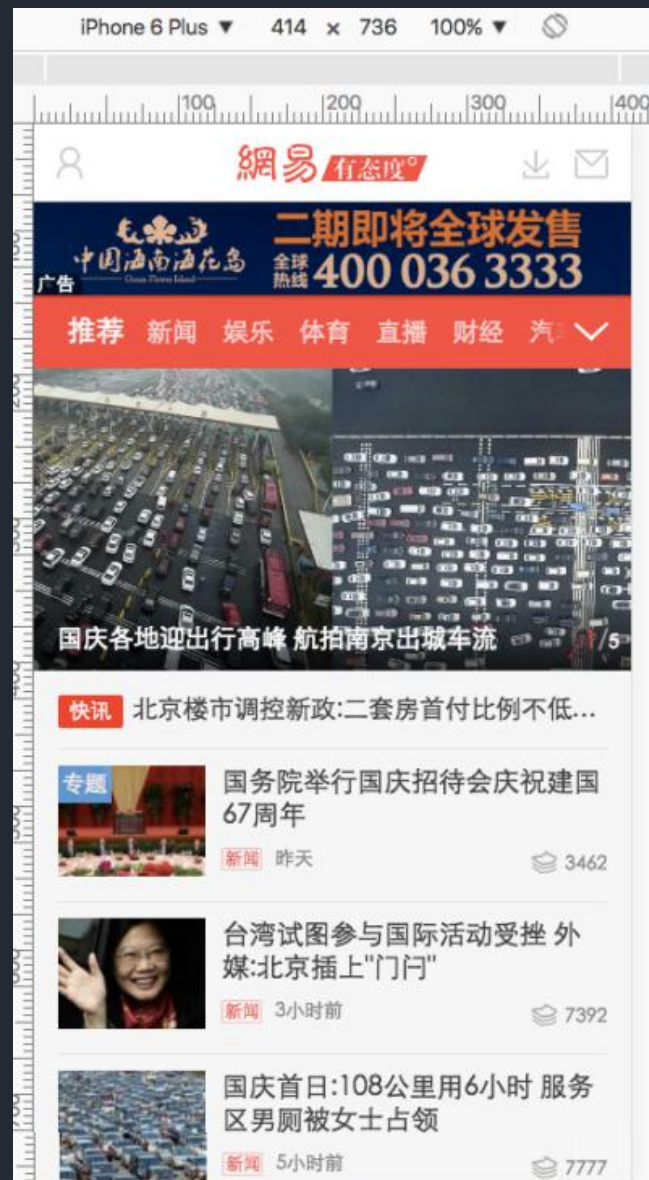 iPhone 6 Plus ▼ 414 × 736 100% ▼
100 200 300 400
網易 有态度°
中国海南海花岛
Ocean Flower Island
二期即将全球发售
全球热线 400 036 3333
广告
推荐 新闻 娱乐 体育 直播 财经 汽
国庆各地迎出行高峰 航拍南京出城车流 1/5
快讯 北京楼市调控新政:二套房首付比例不低...
专题
国务院举行国庆招待会庆祝建国
67周年
新闻 昨天 3462
台湾试图参与国际活动受挫 外
媒:北京插上"门闩"
新闻 3小时前 7392
国庆首日:108公里用6小时 服务
区男厕被女士占领
新闻 5小时前 7777